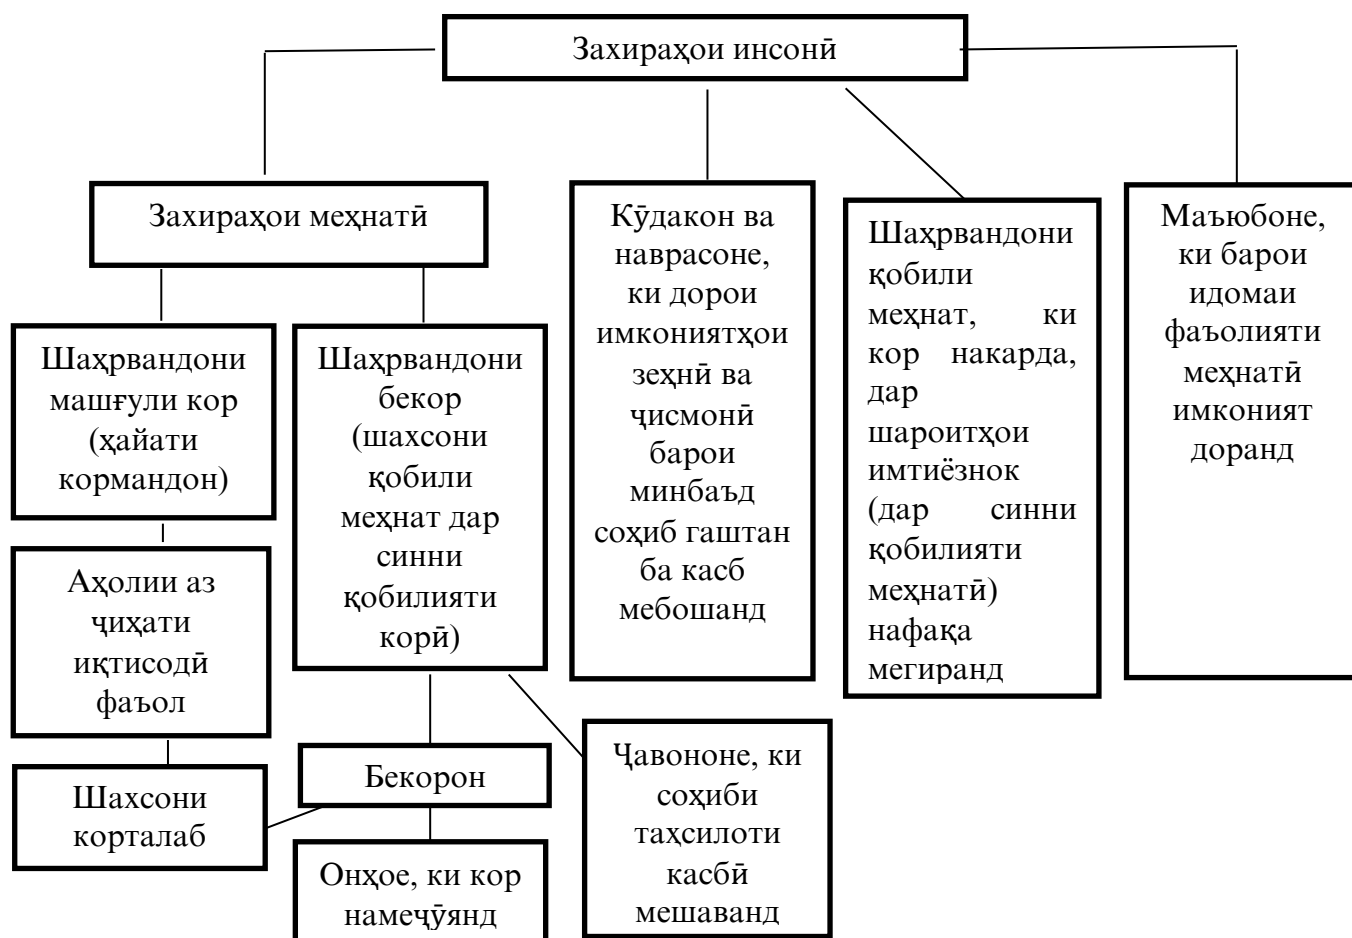 Захираҳои инсонӣ
Захираҳои меҳнатӣ
Кӯдакон ва
наврасоне,
ки дорои
имкониятҳои
зеҳнӣ ва
ҷисмонӣ
барои
минбаъд
соҳиб гаштан
ба касб
мебошанд
Шаҳрвандони
қобили
меҳнат, ки
кор накарда,
дар
шароитҳои
имтиёзнок
(дар синни
қобилияти
меҳнатӣ)
нафақа
мегиранд
Маъюбоне,
ки барои
идомаи
фаъолияти
меҳнатӣ
имконият
доранд
Шаҳрвандони
машғули кор
(ҳайати
кормандон)
Шаҳрвандони
бекор
(шахсони
қобили
меҳнат дар
синни
қобилияти
корӣ)
Аҳолии аз
ҷиҳати
иқтисодӣ
фаъол
Шахсони
корталаб
Бекорон
Онҳое, ки кор
намеҷӯянд
Ҷавононе, ки
соҳиби
таҳсилоти
касбӣ
мешаванд